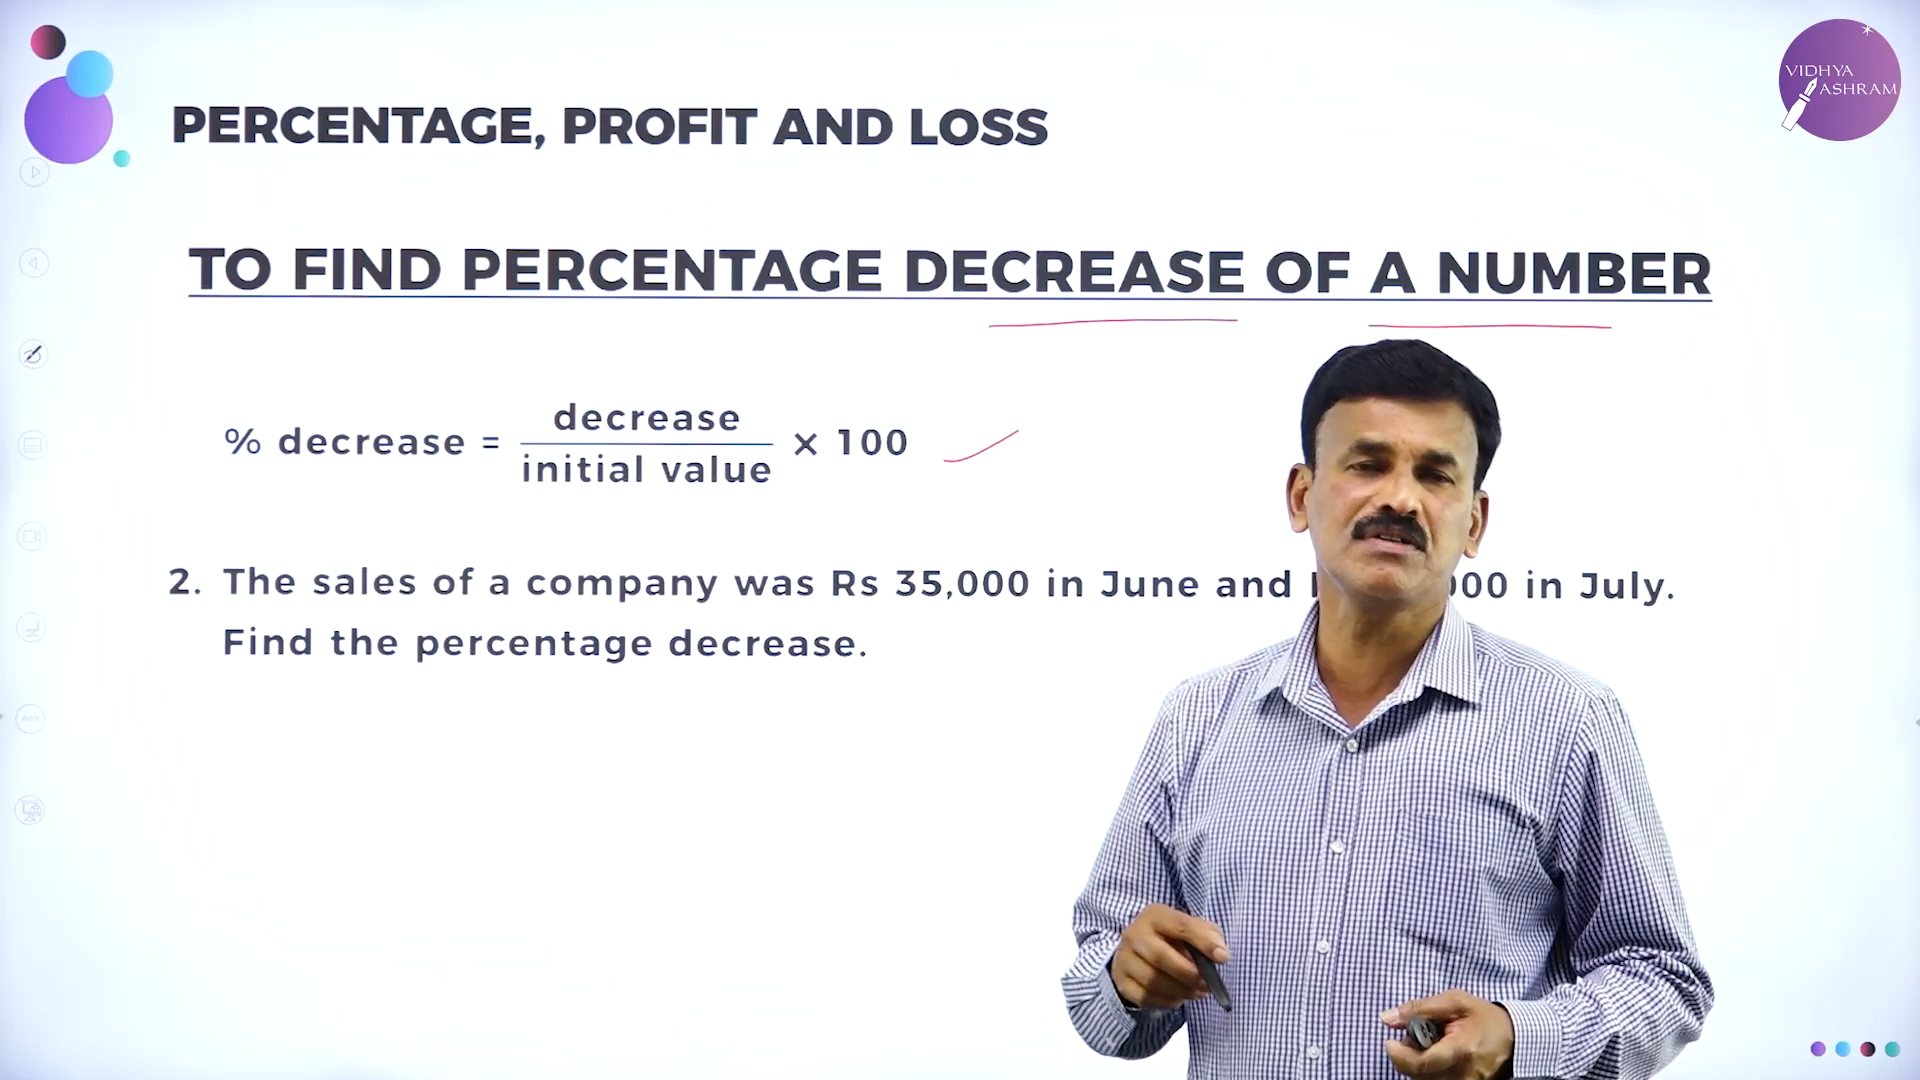 VIDHYA
ASHRAM
PERCENTAGE, PROFIT AND LOSS
TO FIND PERCENTAGE DECREASE OF A NUMBER
% decrease = decrease / initial value × 100
2. The sales of a company was Rs 35,000 in June and 000 in July.
Find the percentage decrease.